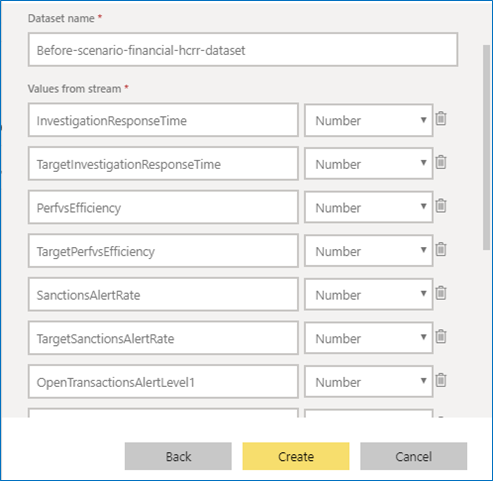 Dataset name *
Before-scenario-financial-hcrr-dataset
Values from stream *
InvestigationResponseTime Number
TargetInvestigationResponseTime Number
PerfvsEfficiency Number
TargetPerfvsEfficiency Number
SanctionsAlertRate Number
TargetSanctionsAlertRate Number
OpenTransactionsAlertLevel1 Number
Back Create Cancel